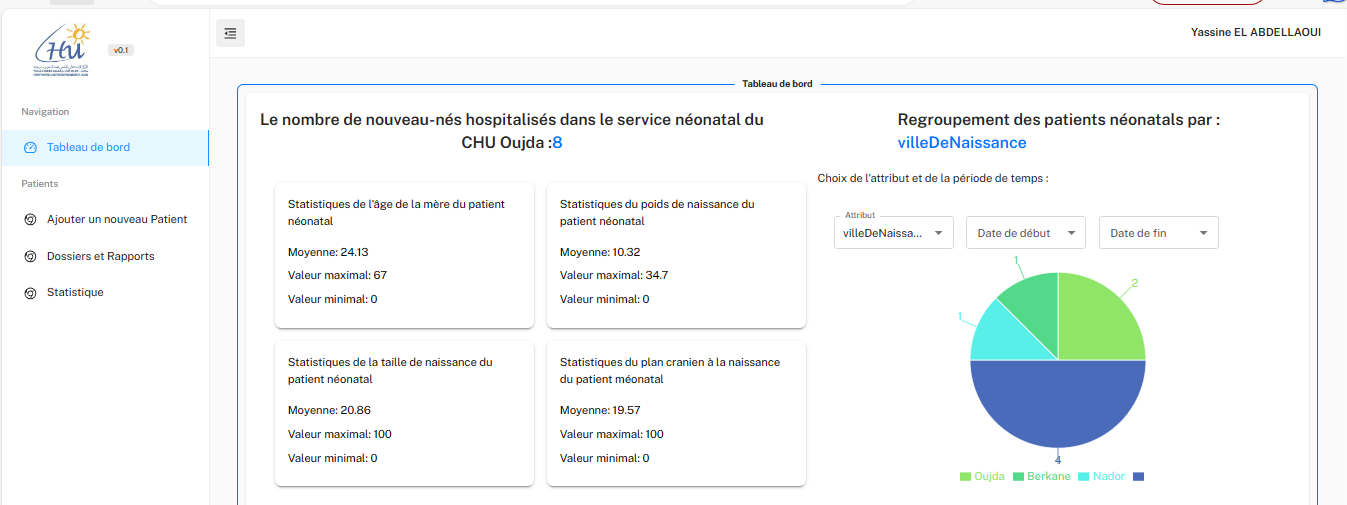 Hu
v0.1
Yassine EL ABDELLAOUI
Navigation
Tableau de bord
Patients
Ajouter un nouveau Patient
Dossiers et Rapports
Statistique
Tableau de bord
Le nombre de nouveau-nés hospitalisés dans le service néonatal du
CHU Oujda :8
Statistiques de l'âge de la mère du patient
néonatal
Moyenne: 24.13
Valeur maximal: 67
Valeur minimal: 0
Statistiques du poids de naissance du
patient néonatal
Moyenne: 10.32
Valeur maximal: 34.7
Valeur minimal: 0
Statistiques de la taille de naissance du
patient néonatal
Moyenne: 20.86
Valeur maximal: 100
Valeur minimal: 0
Statistiques du plan cranien à la naissance
du patient méonatal
Moyenne: 19.57
Valeur maximal: 100
Valeur minimal: 0
Regroupement des patients néonatals par :
villeDeNaissance
Choix de l'attribut et de la période de temps :
Attribut
villeDeNaissa...
Date de début
Date de fin
1
2
1
4
Oujda
Berkane
Nador